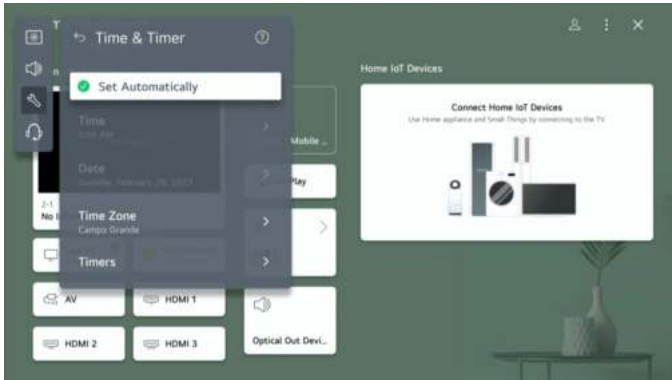 Time & Timer
Set Automatically
Time
Date
Time Zone
Campo Grande
Timers
Home IoT Devices
Connect Home IoT Devices
Use Home appliance and Small Things by connecting to the TV.
Mobile ...
Play
2-1
AV
HDMI 1
HDMI 2
HDMI 3
Optical Out Devi...